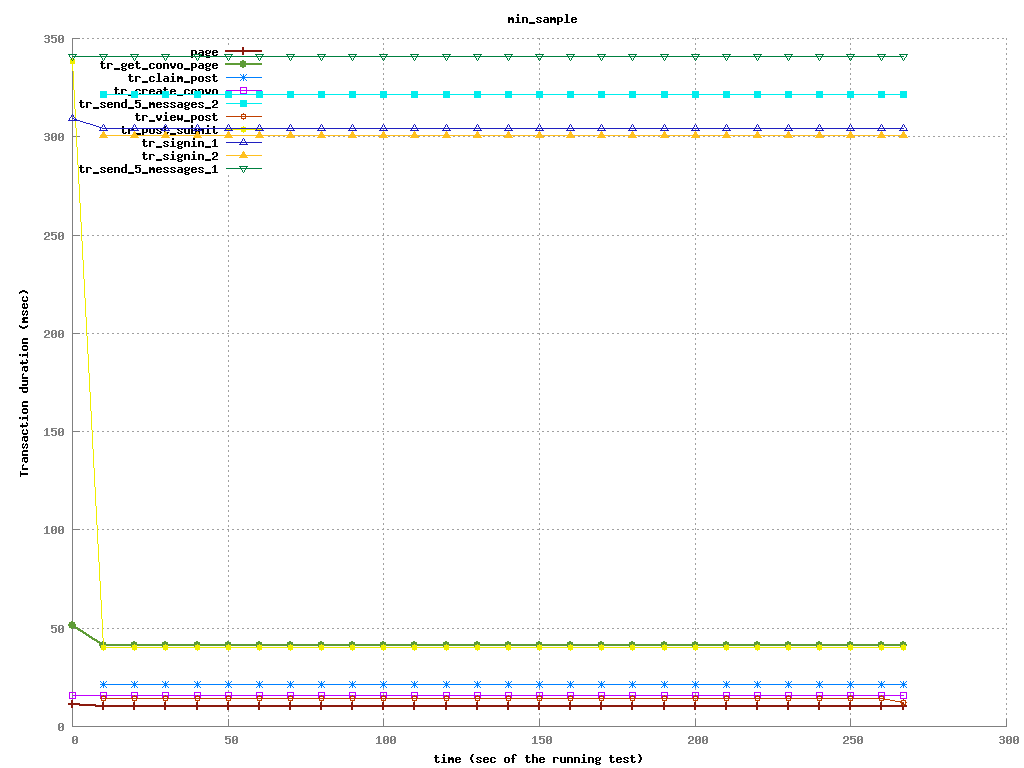 min_sample
350
300
250
200
150
100
50
0
page
tr_get_convo_page
tr_claim_post
tr_create_convo
tr_send_5_messages_2
tr_view_post
tr_post_submit
tr_signin_1
tr_signin_2
tr_send_5_messages_1
Transaction duration (msec)
0 50 100 150 200 250 300
time (sec of the running test)